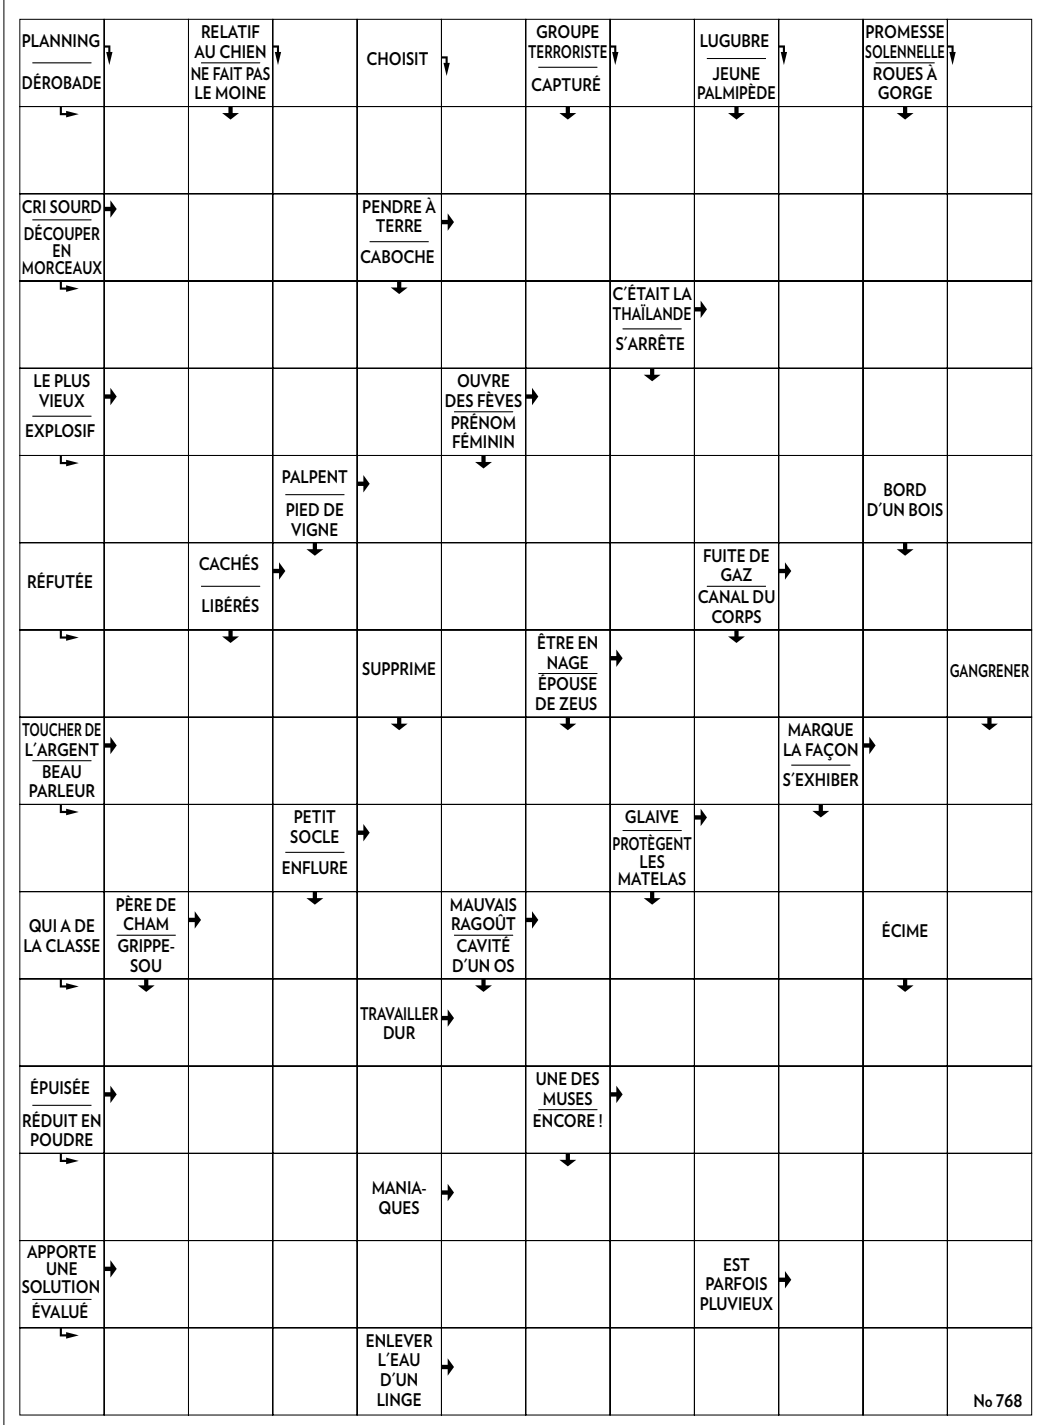 PLANNING
DÉROBADE
RELATIF
AU CHIEN
NE FAIT PAS
LE MOINE
CHOISIT
GROUPE
TERRORISTE
CAPTURÉ
LUGUBRE
JEUNE
PALMIPÈDE
PROMESSE
SOLENNELLE
ROUES À
GORGE
CRI SOURD
DÉCOUPER
EN
MORCEAUX
PENDRE À
TERRE
CABOCHE
C'ÉTAIT LA
THAÏLANDE
S'ARRÊTE
LE PLUS
VIEUX
EXPLOSIF
OUVRE
DES FÈVES
PRÉNOM
FÉMININ
PALPENT
PIED DE
VIGNE
BORD
D'UN BOIS
RÉFUTÉE
CACHÉS
LIBÉRÉS
FUITE DE
GAZ
CANAL DU
CORPS
SUPPRIME
ÊTRE EN
NAGE
ÉPOUSE
DE ZEUS
GANGRENER
TOUCHER DE
L'ARGENT
BEAU
PARLEUR
MARQUE
LA FAÇON
S'EXHIBER
PETIT
SOCLE
ENFLURE
GLAIVE
PROTÈGENT
LES
MATELAS
QUI A DE
LA CLASSE
PÈRE DE
CHAM
GRIPPE-
SOU
MAUVAIS
RAGOÛT
CAVITÉ
D'UN OS
ÉCIME
TRAVAILLER
DUR
ÉPUISÉE
RÉDUIT EN
POUDRE
UNE DES
MUSES
ENCORE !
MANIA-
QUES
APPORTE
UNE
SOLUTION
ÉVALUÉ
EST
PARFOIS
PLUVIEUX
ENLEVER
L'EAU
D'UN
LINGE
No 768